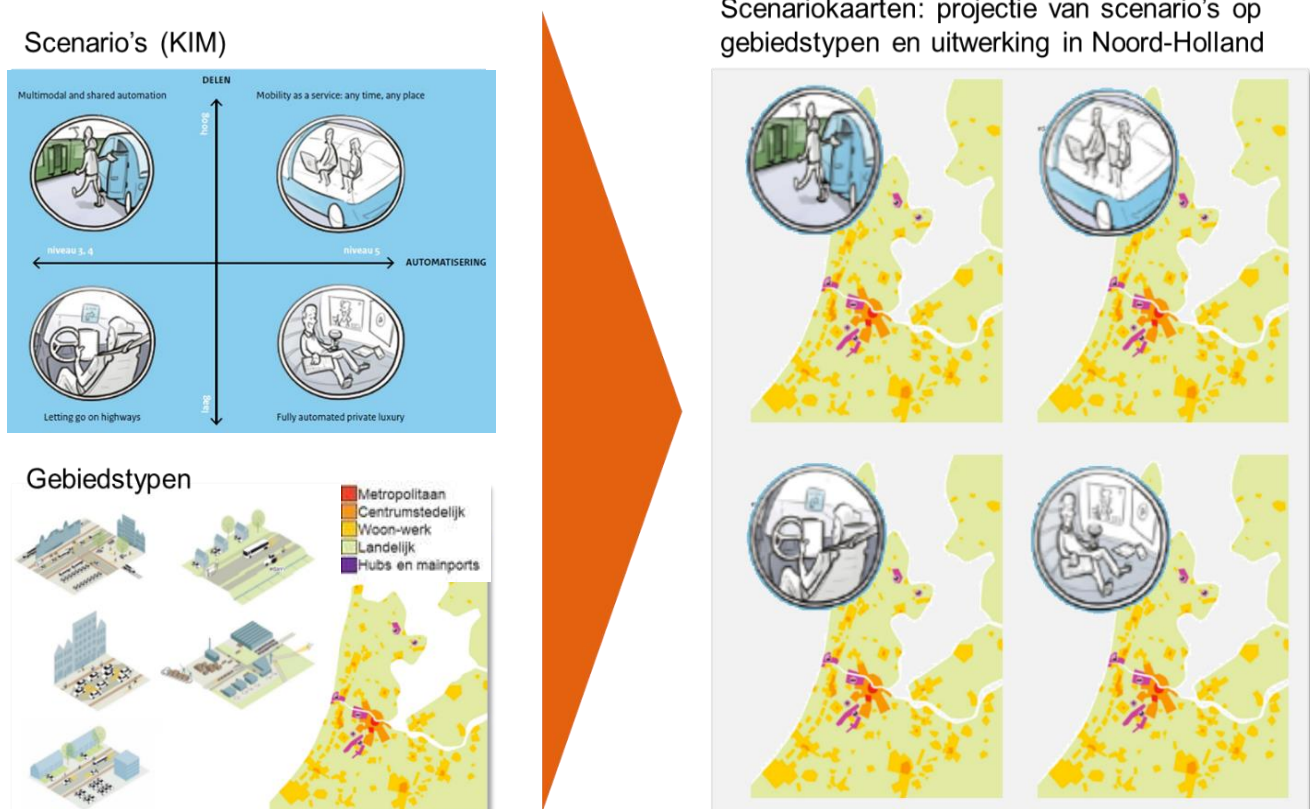 Scenario's (KIM)
DELEN
Multimodal and shared automation
Mobility as a service: any time, any place
hoog
niveau 3, 4
niveau 5
AUTOMATISERING
laag
Letting go on highways
Fully automated private luxury
Gebiedstypen
Metropolitaan
Centrumstedelijk
Woon-werk
Landelijk
Hubs en mainports
Scenariokaarten: projectie van scenario's op
gebiedstypen en uitwerking in Noord-Holland